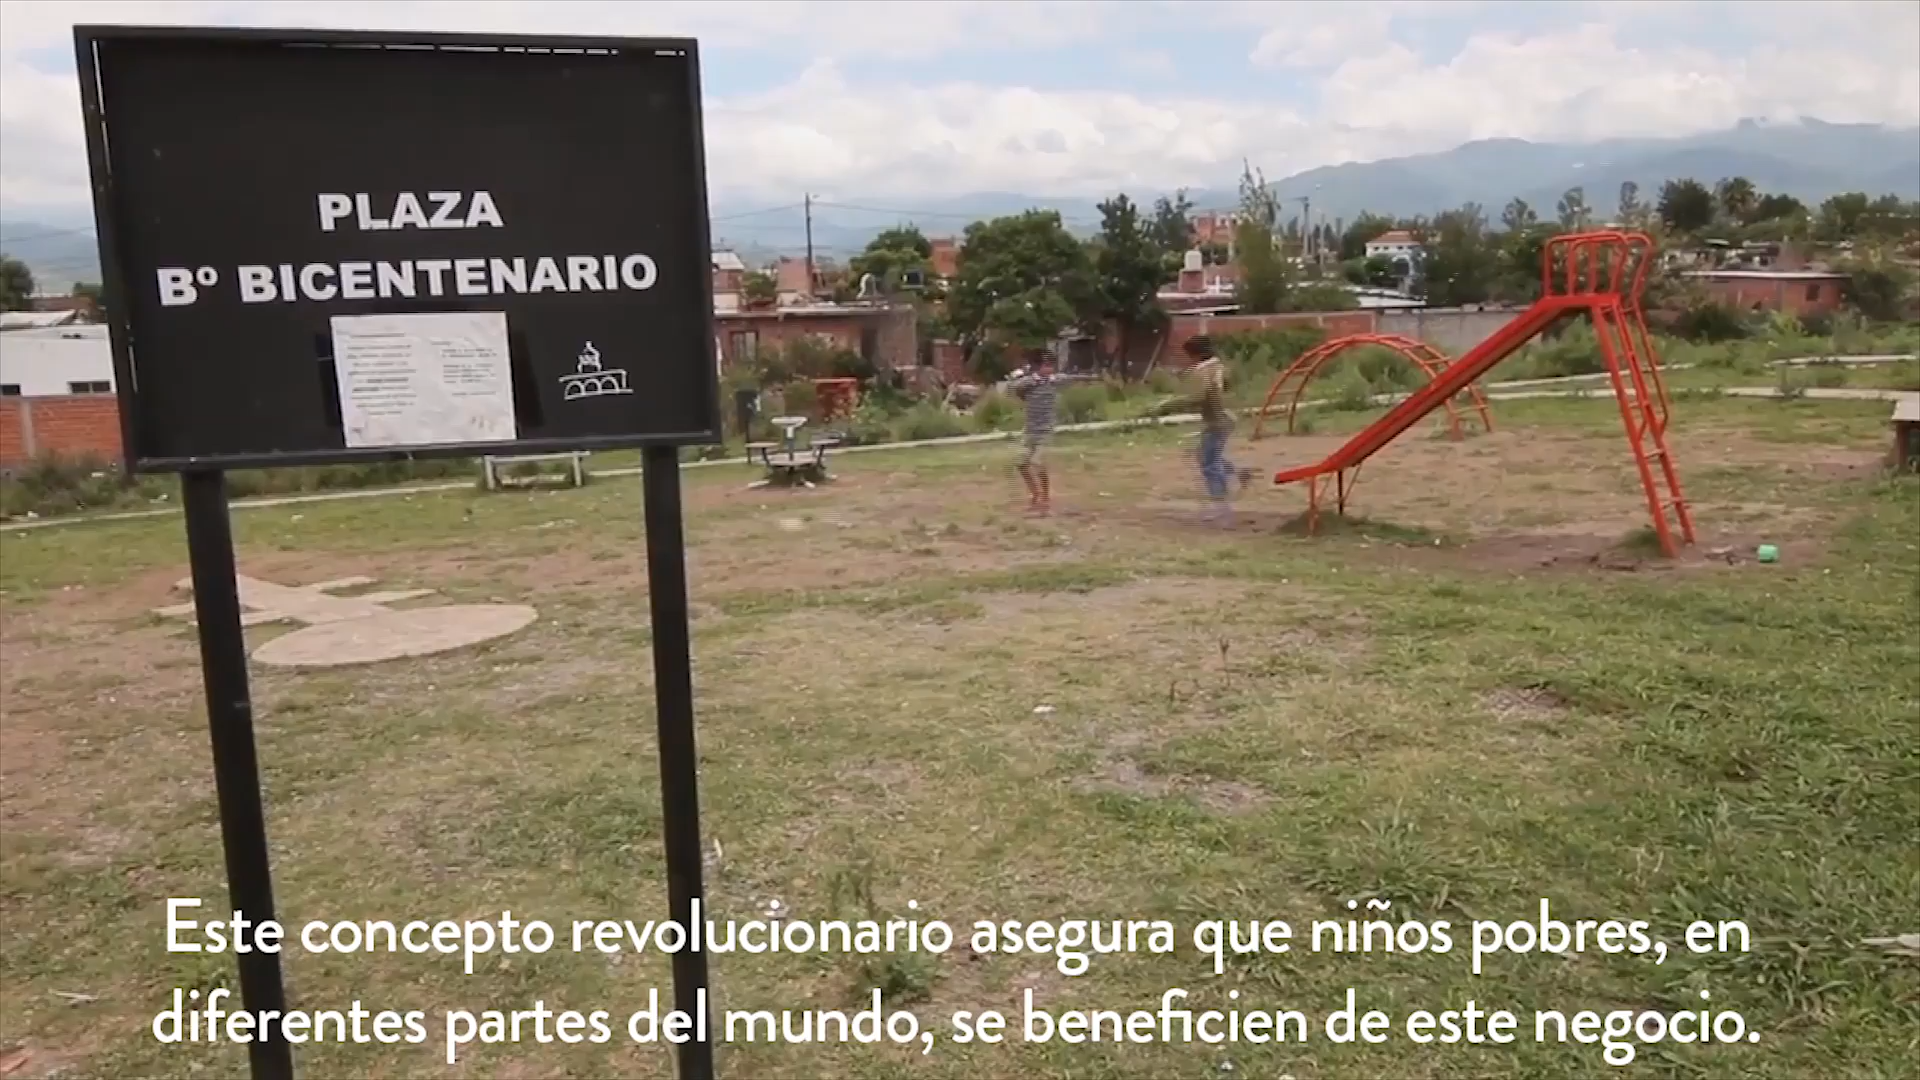 PLAZA
Bº BICENTENARIO
Este concepto revolucionario asegura que niños pobres, en
diferentes partes del mundo, se beneficien de este negocio.